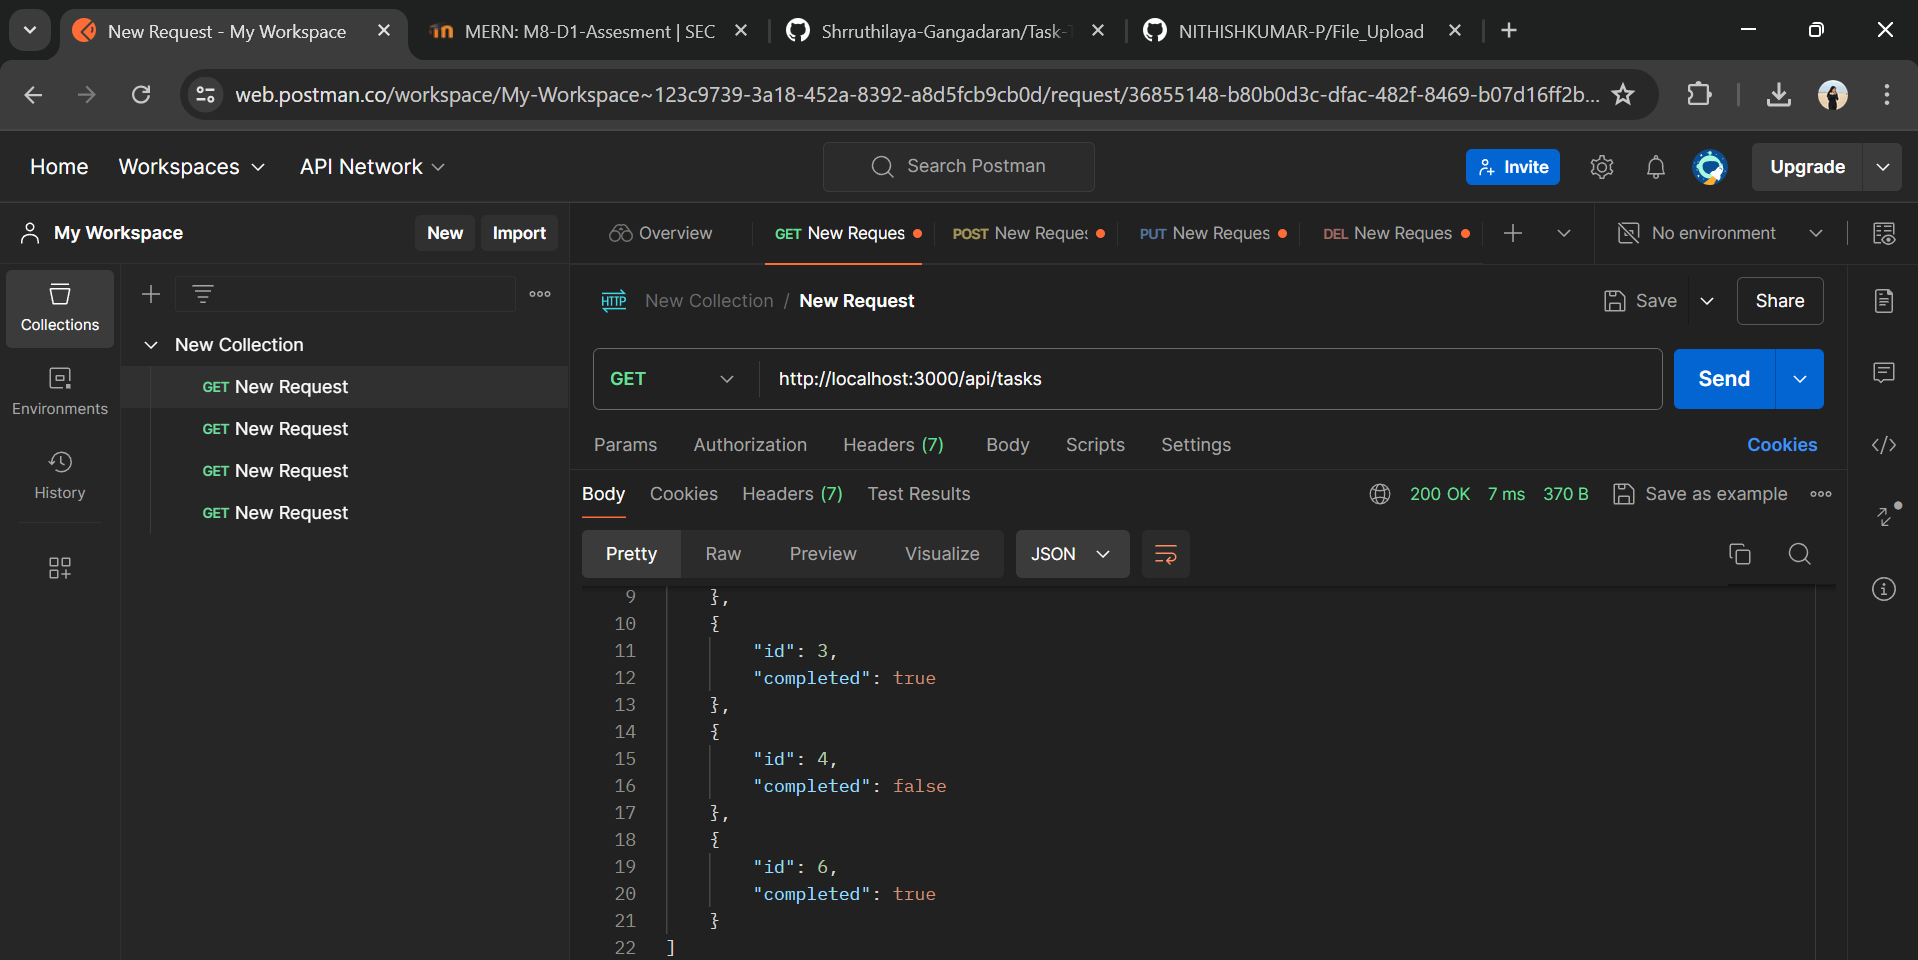 New Request - My Workspace
MERN: M8-D1-Assesment | SEC
Shrruthilaya-Gangadaran/Task-
NITHISHKUMAR-P/File_Upload
web.postman.co/workspace/My-Workspace~123c9739-3a18-452a-8392-a8d5fcb9cb0d/request/36855148-b80b0d3c-dfac-482f-8469-b07d16ff2b...
Home Workspaces API Network Search Postman Invite Upgrade
My Workspace New Import
Overview GET New Reques POST New Reques PUT New Reques DEL New Reques No environment
Collections
Environments
History
New Collection
GET New Request
GET New Request
GET New Request
GET New Request
HTTP New Collection / New Request Save Share
GET http://localhost:3000/api/tasks Send
Params Authorization Headers (7) Body Scripts Settings Cookies
Body Cookies Headers (7) Test Results 200 OK 7 ms 370 B Save as example
Pretty Raw Preview Visualize JSON
9 },
10 {
11 "id": 3,
12 "completed": true
13 },
14 {
15 "id": 4,
16 "completed": false
17 },
18 {
19 "id": 6,
20 "completed": true
21 }
22 ]